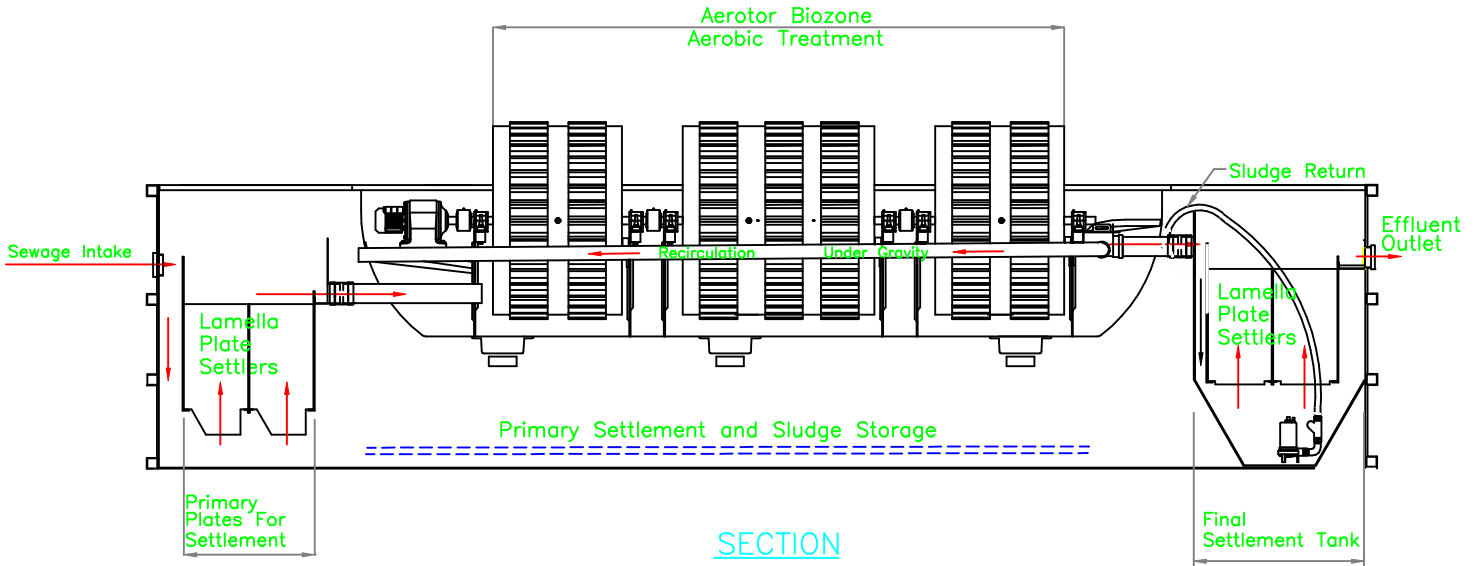 Aerotor Biozone
Aerobic Treatment
Sludge Return
Effluent
Outlet
Sewage Intake
Recirculation
Under Gravity
Lamella
Plate
Settlers
Lamella
Plate
Settlers
Primary Settlement and Sludge Storage
Primary
Plates For
Settlement
Final
Settlement Tank
SECTION